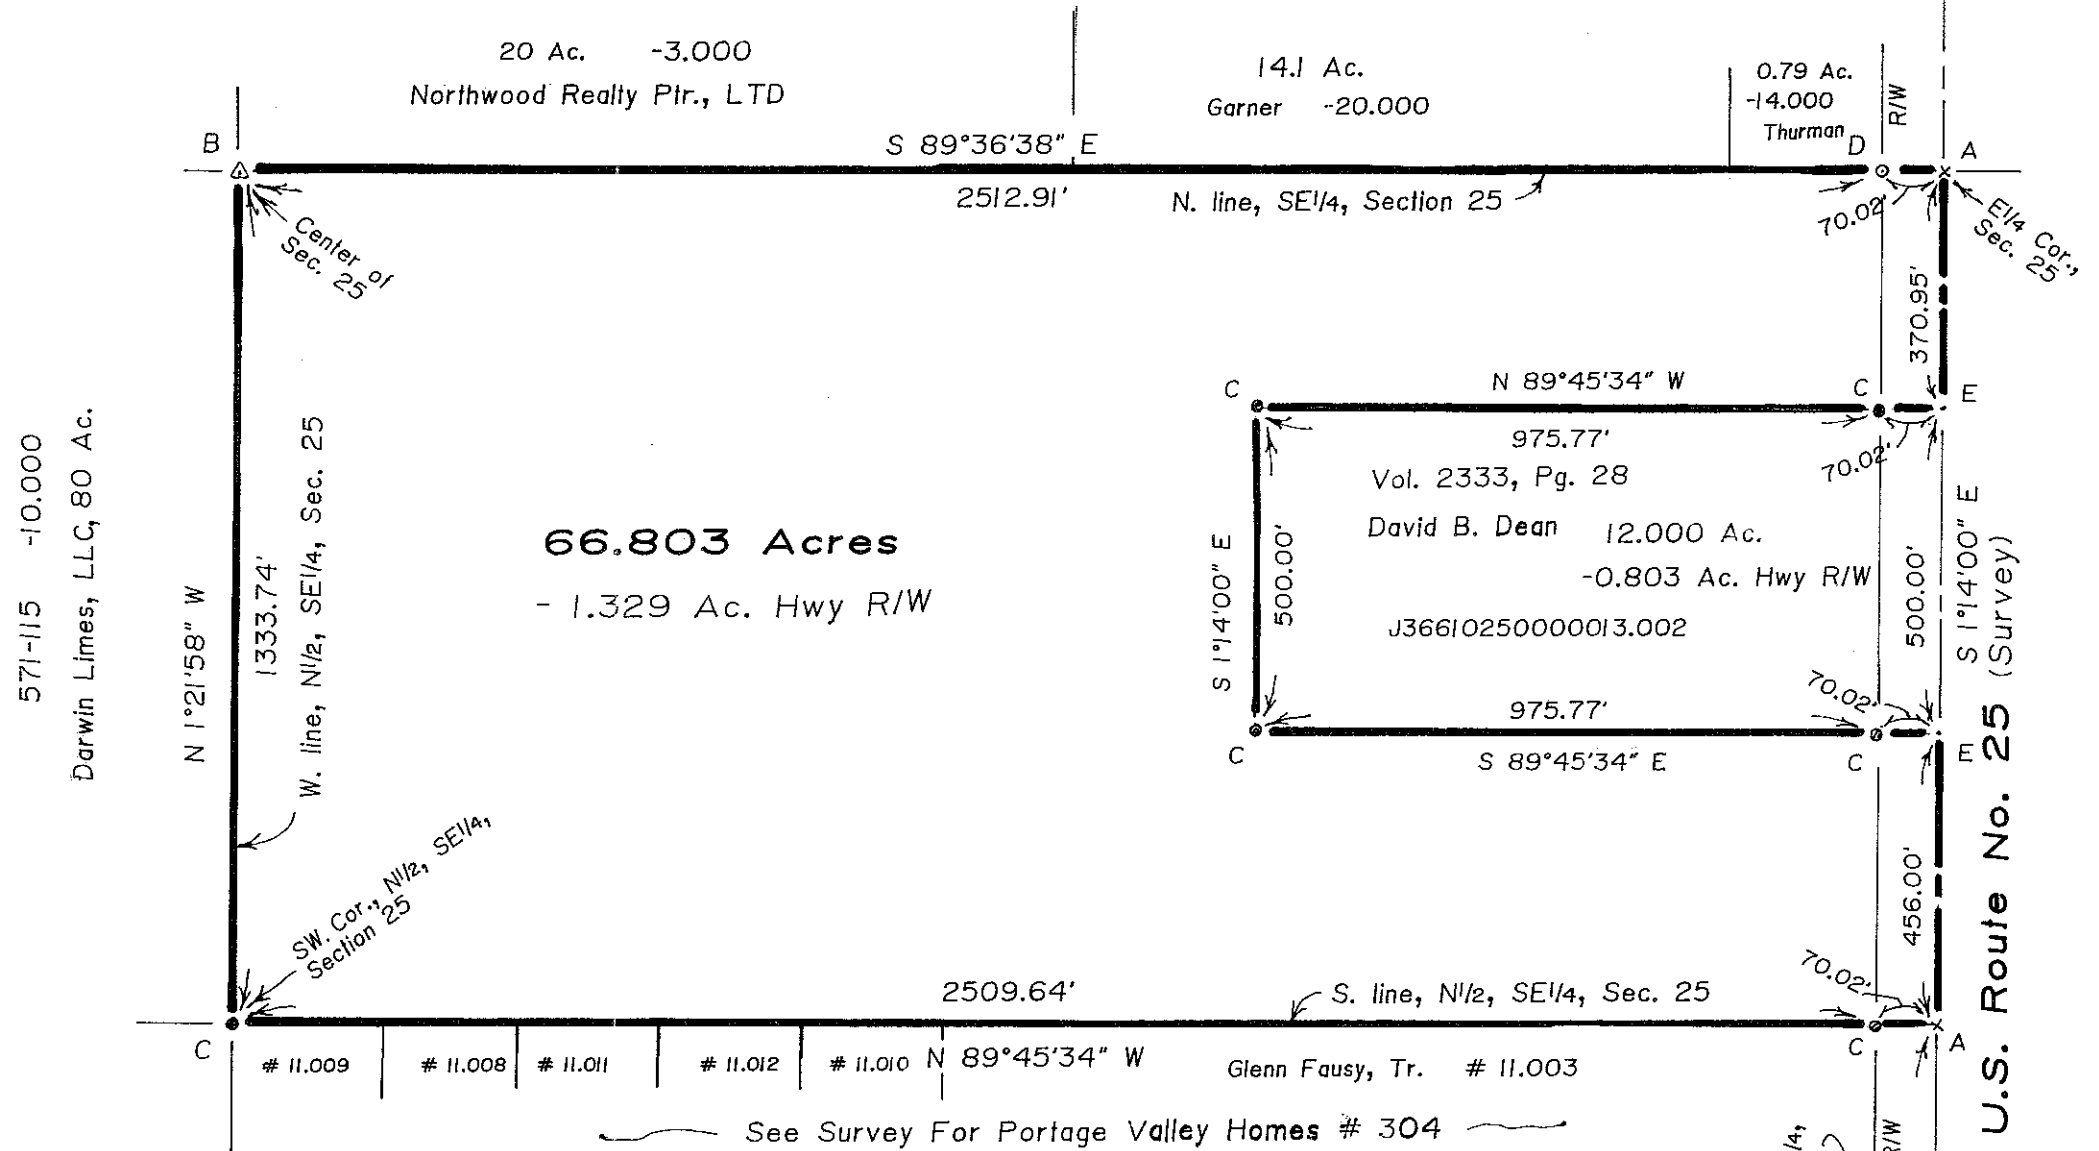 20 Ac. -3.000
Northwood Realty Ptr., LTD
14.1 Ac.
Garner -20.000
0.79 Ac.
-14.000
Thurman
R/W
B
S 89°36'38" E
D
A
2512.91'
N. line, SE1/4, Section 25
70.02'
E1/4 Cor.,
Sec. 25
Center of
Sec. 25
370.95'
C
N 89°45'34" W
C
E
975.77'
70.02'
Vol. 2333, Pg. 28
David B. Dean 12.000 Ac.
-0.803 Ac. Hwy R/W
J36610250000013.002
S 1°14'00" E
500.00'
500.00'
S 1°14'00" E
(Survey)
66.803 Acres
- 1.329 Ac. Hwy R/W
571-115 -10.000
Darwin Limes, LLC, 80 Ac.
N 1°21'58" W
1333.74'
W. line, N1/2, SE1/4, Sec. 25
975.77'
70.02'
C
S 89°45'34" E
C
E
U.S. Route No. 25
456.00'
SW. Cor., N1/2, SE1/4,
Section 25
2509.64'
S. line, N1/2, SE1/4, Sec. 25
70.02'
C
# 11.009
# 11.008
# 11.011
# 11.012
# 11.010
N 89°45'34" W
Glenn Fausy, Tr. # 11.003
C
A
See Survey For Portage Valley Homes # 304
1/4,
R/W